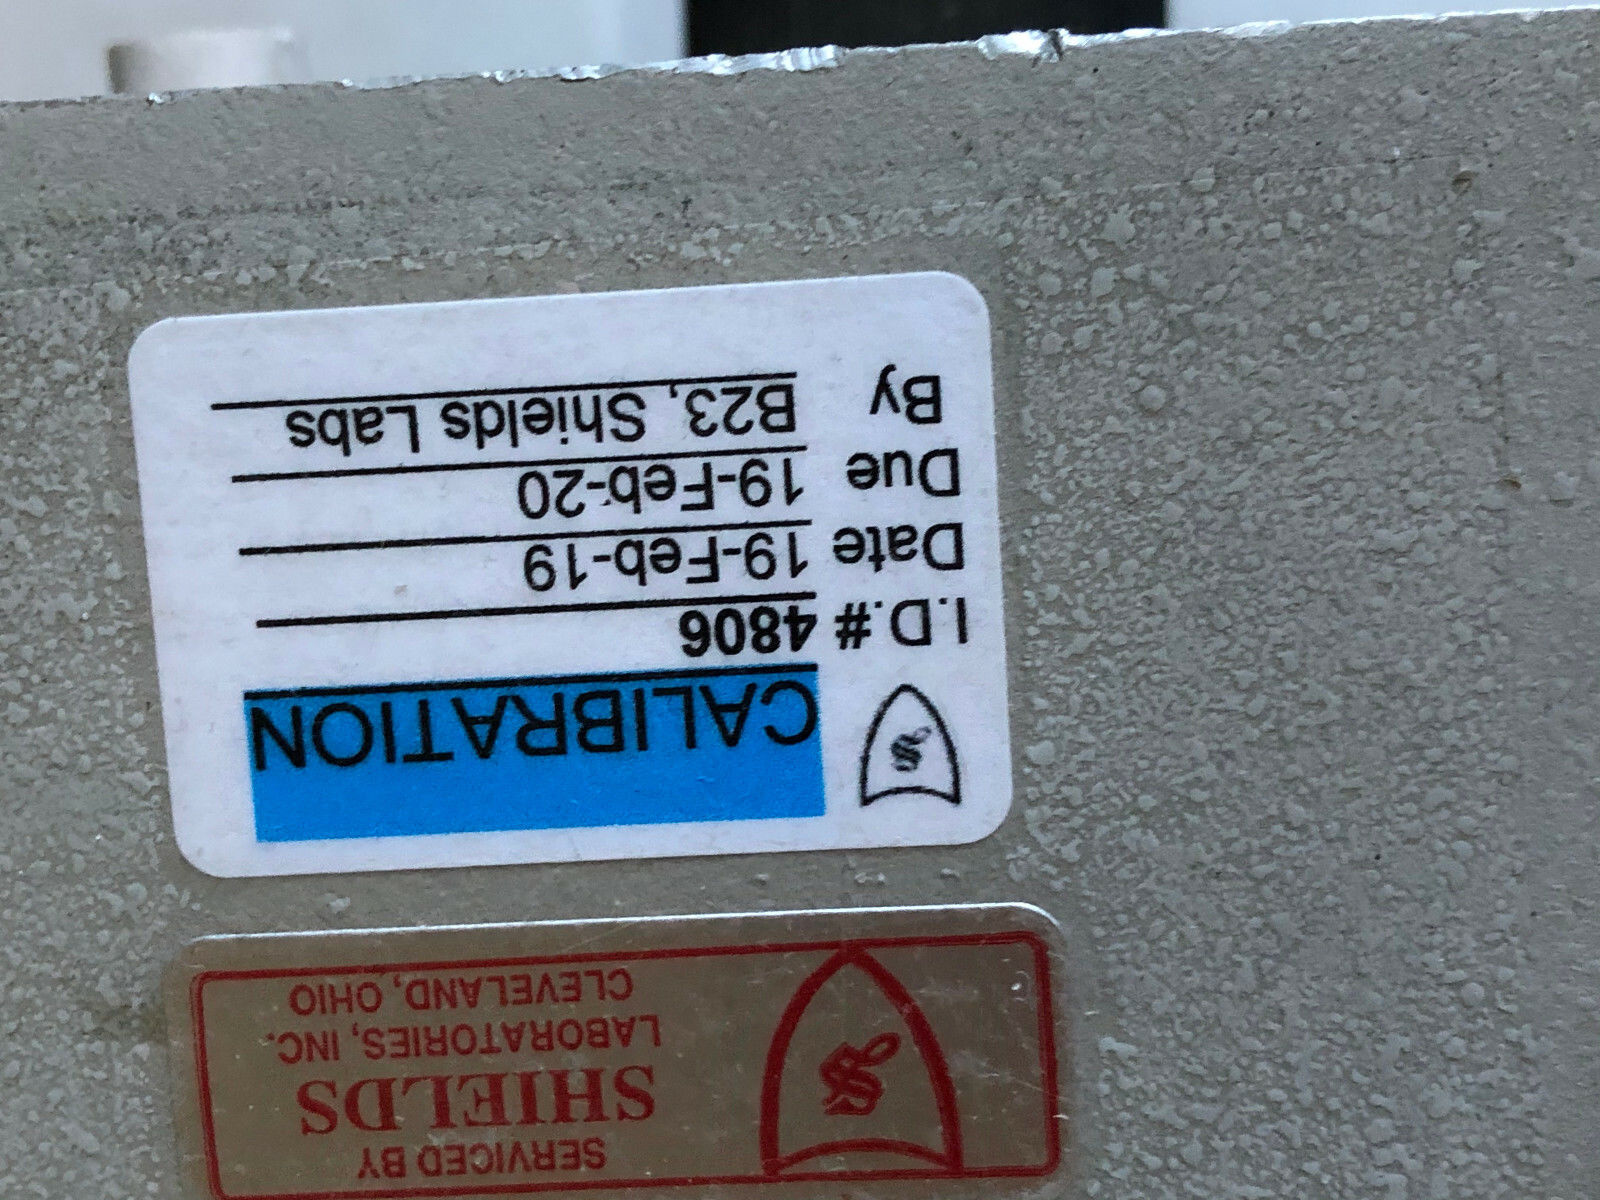 SERVICED BY
SHIELDS
LABORATORIES, INC.
CLEVELAND, OHIO
CALIBRATION
I.D.# 4806
Date 19-Feb-19
Due 19-Feb-20
By B23, Shields Labs